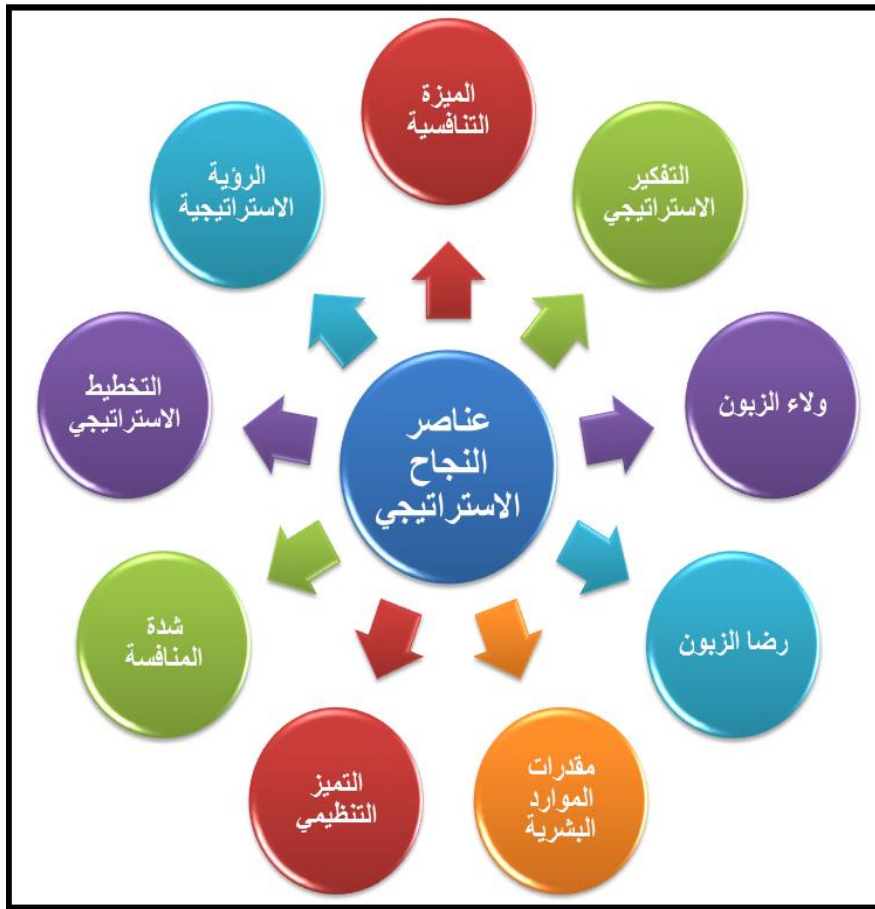 الميزة
التنافسية
التفكير
الاستراتيجي
ولاء الزبون
رضا الزبون
مقدرات
الموارد
البشرية
التميز
التنظيمي
شدة
المنافسة
التخطيط
الاستراتيجي
الرؤية
الاستراتيجية
عناصر
النجاح
الاستراتيجي